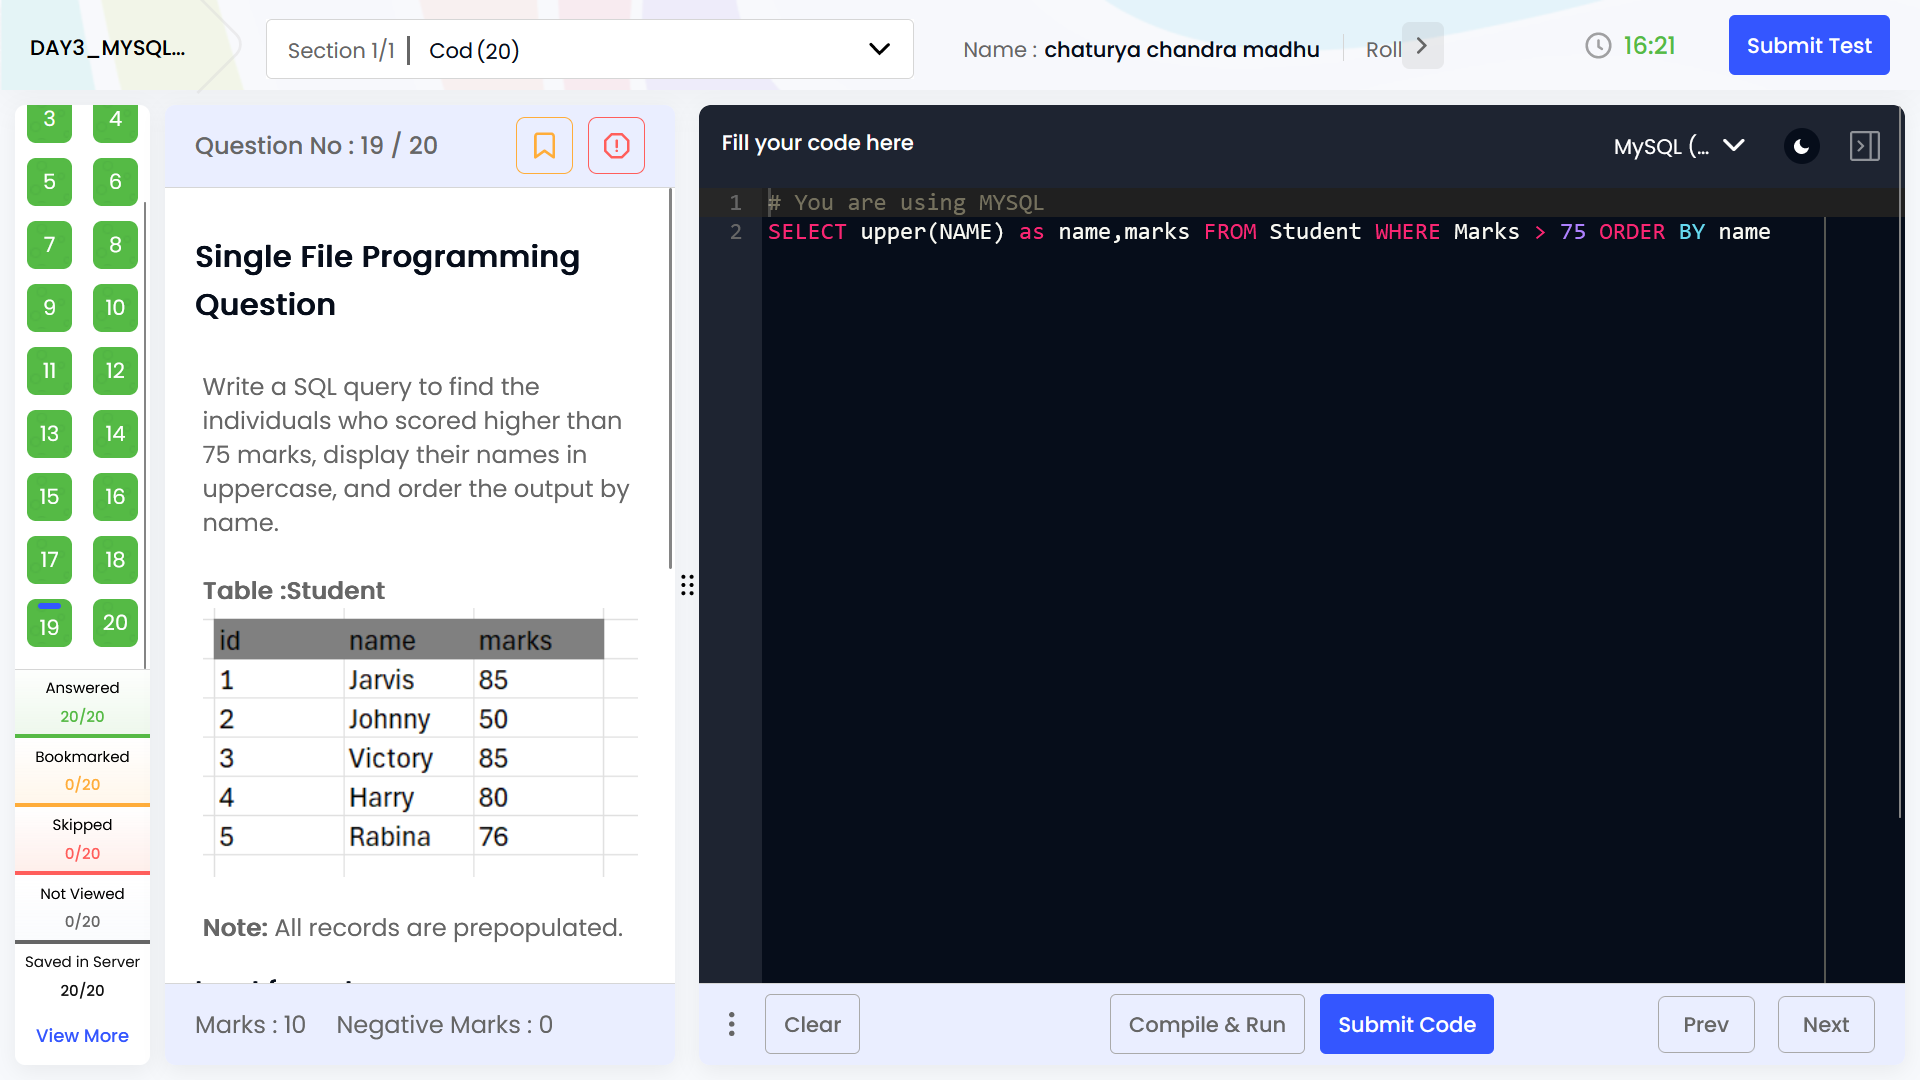 DAY3_MYSQL...
Section 1/1 | Cod (20)
Name : chaturya chandra madhu
Roll
16:21
Submit Test
3 4
5 6
7 8
9 10
11 12
13 14
15 16
17 18
19 20
Answered
20/20
Bookmarked
0/20
Skipped
0/20
Not Viewed
0/20
Saved in Server
20/20
View More
Question No : 19 / 20
Single File Programming
Question
Write a SQL query to find the
individuals who scored higher than
75 marks, display their names in
uppercase, and order the output by
name.
Table :Student
id name marks
1 Jarvis 85
2 Johnny 50
3 Victory 85
4 Harry 80
5 Rabina 76
Note: All records are prepopulated.
Marks : 10 Negative Marks : 0
Fill your code here
MySQL (...
1 # You are using MYSQL
2 SELECT upper(NAME) as name,marks FROM Student WHERE Marks > 75 ORDER BY name
Clear
Compile & Run
Submit Code
Prev
Next